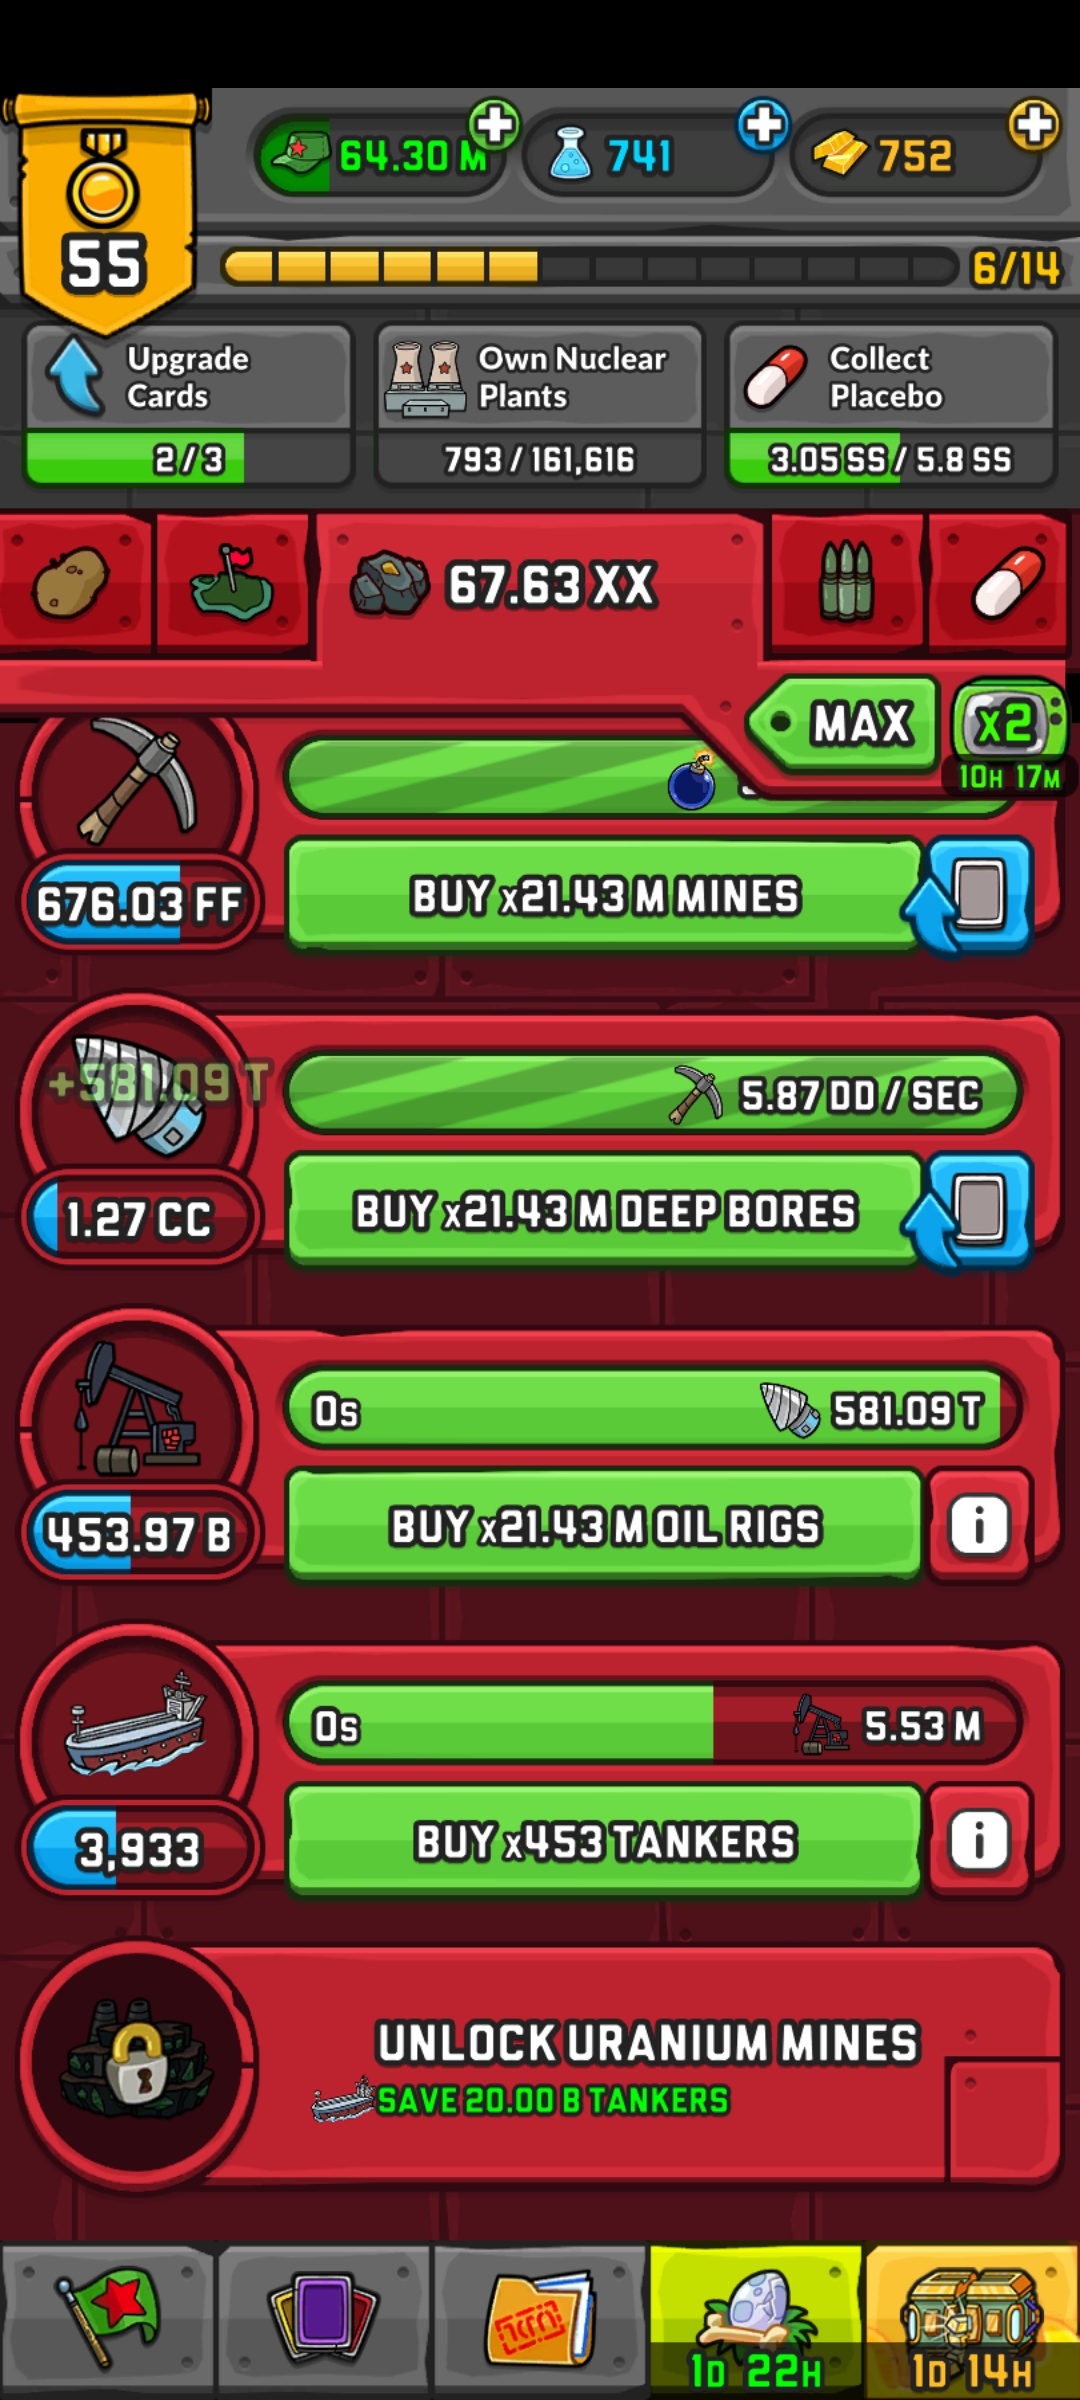 55
64.30 M
741
752
6/14
Upgrade
Cards
2/3
Own Nuclear
Plants
793/161,616
Collect
Placebo
3.05 SS / 5.8 SS
67.63 XX
MAX
x2
10H 17M
676.03 FF
BUY x21.43 M MINES
+581.09 T
5.87 DD / SEC
1.27 CC
BUY x21.43 M DEEP BORES
0s
581.09 T
453.97 B
BUY x21.43 M OIL RIGS
i
0s
5.53 M
3,933
BUY x453 TANKERS
i
UNLOCK URANIUM MINES
SAVE 20.00 B TANKERS
1D 22H
1D 14H